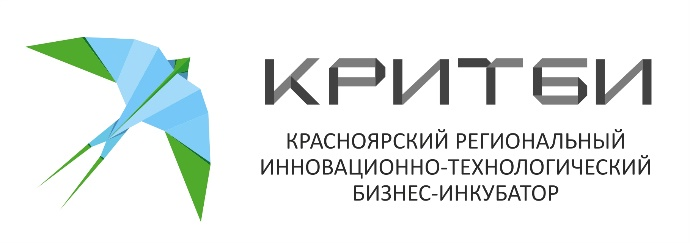 КРИТБИ
КРАСНОЯРСКИЙ РЕГИОНАЛЬНЫЙ
ИННОВАЦИОННО-ТЕХНОЛОГИЧЕСКИЙ
БИЗНЕС-ИНКУБАТОР